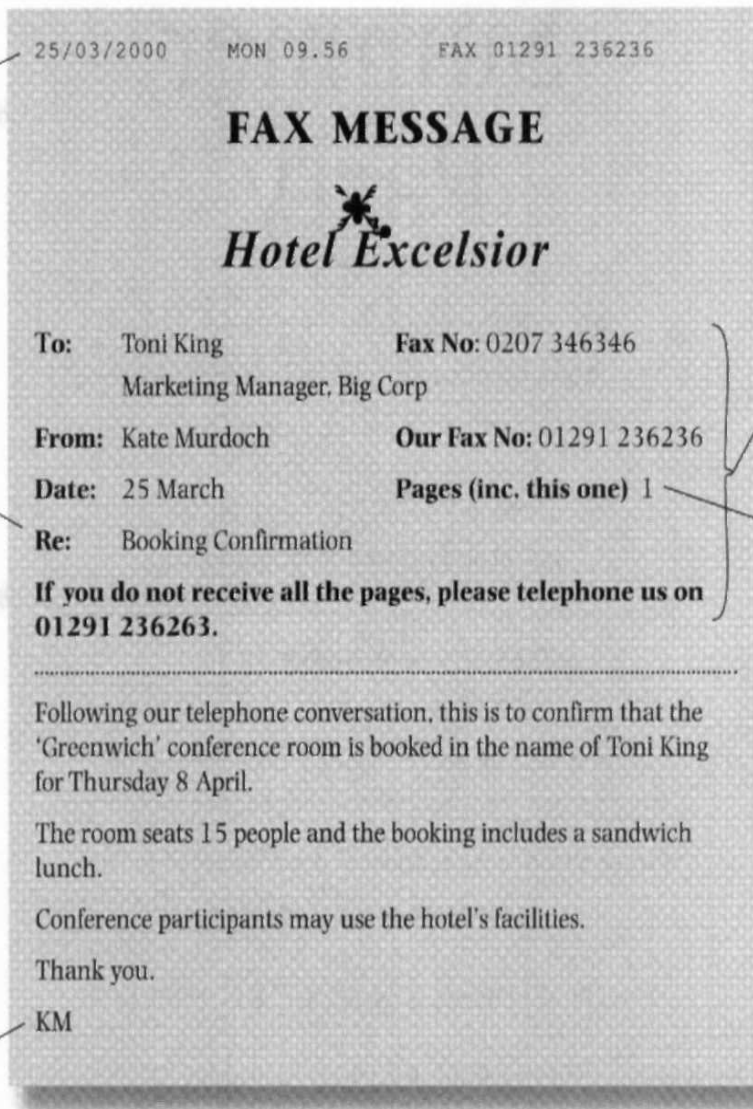 25/03/2000 MON 09.56 FAX 01291 236236
FAX MESSAGE
Hotel Excelsior
To: Toni King Fax No: 0207 346346
Marketing Manager, Big Corp
From: Kate Murdoch Our Fax No: 01291 236236
Date: 25 March Pages (inc. this one) 1
Re: Booking Confirmation
If you do not receive all the pages, please telephone us on
01291 236263.
Following our telephone conversation, this is to confirm that the
'Greenwich' conference room is booked in the name of Toni King
for Thursday 8 April.
The room seats 15 people and the booking includes a sandwich
lunch.
Conference participants may use the hotel's facilities.
Thank you.
KM